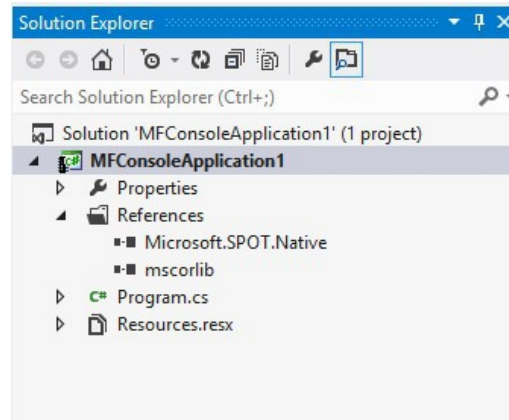 Solution Explorer
Search Solution Explorer (Ctrl+;)
Solution 'MFConsoleApplication1' (1 project)
MFConsoleApplication1
Properties
References
Microsoft.SPOT.Native
mscorlib
C# Program.cs
Resources.resx